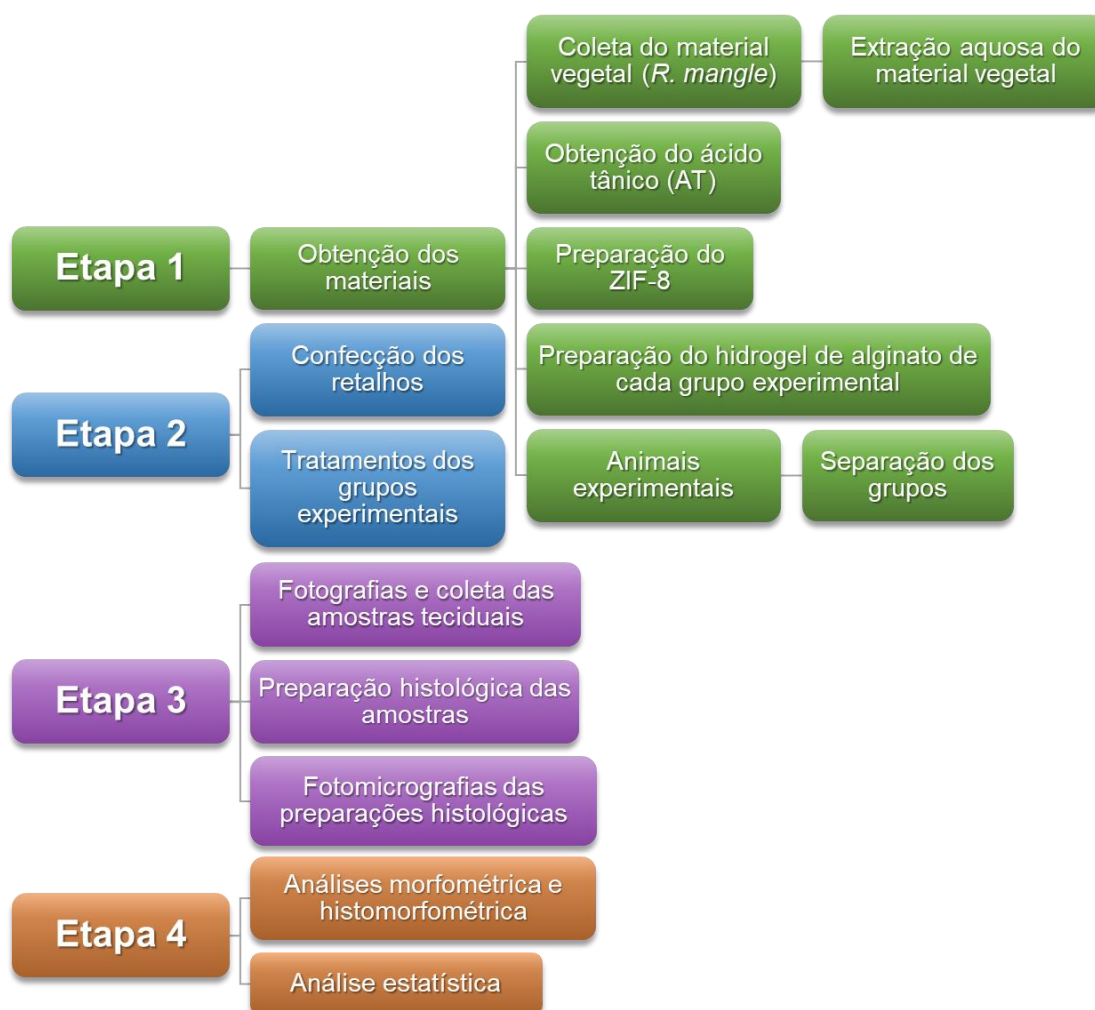 Etapa 1
Obtenção dos
materiais
Coleta do material
vegetal (R. mangle)
Extração aquosa do
material vegetal
Obtenção do ácido
tânico (AT)
Preparação do
ZIF-8
Preparação do hidrogel de alginato de
cada grupo experimental
Animais
experimentais
Separação dos
grupos
Etapa 2
Confecção dos
retalhos
Tratamentos dos
grupos
experimentais
Etapa 3
Fotografias e coleta das
amostras teciduais
Preparação histológica das
amostras
Fotomicrografias das
preparações histológicas
Etapa 4
Análises morfométrica e
histomorfométrica
Análise estatística